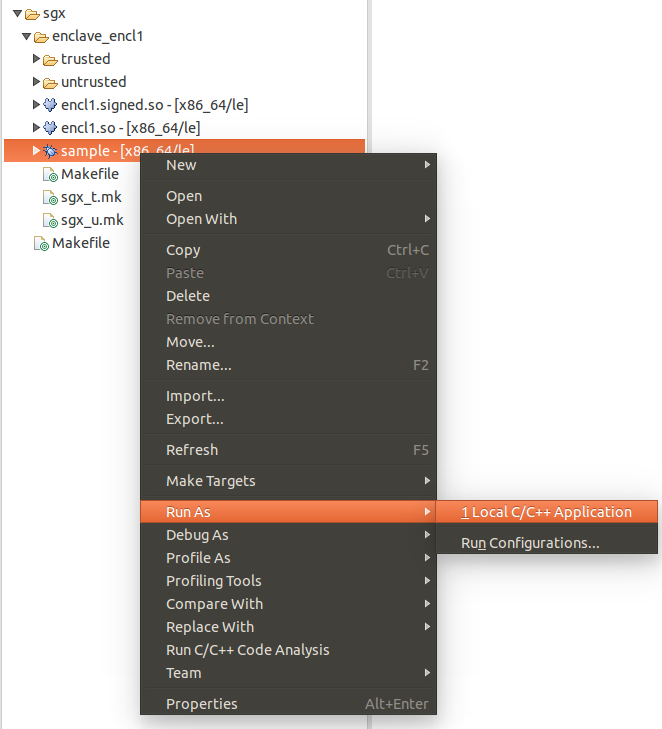 sgx
enclave_encl1
trusted
untrusted
encl1.signed.so - [x86_64/le]
encl1.so - [x86_64/le]
sample - [x86_64/le]
Makefile
sgx_t.mk
sgx_u.mk
Makefile
New
Open
Open With
Copy Ctrl+C
Paste Ctrl+V
Delete
Remove from Context
Move...
Rename... F2
Import...
Export...
Refresh F5
Make Targets
Run As
1 Local C/C++ Application
Run Configurations...
Debug As
Profile As
Profiling Tools
Compare With
Replace With
Run C/C++ Code Analysis
Team
Properties Alt+Enter